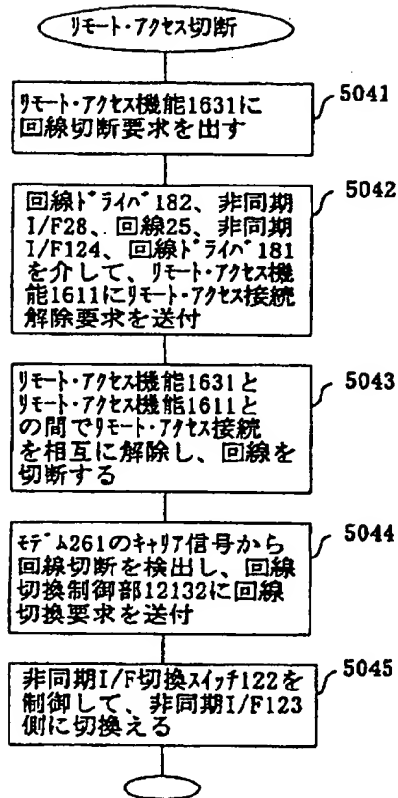 リモート・アクセス切断
リモート・アクセス機能1631に
回線切断要求を出す
5041
回線ドライバ182、非同期
I/F28、回線25、非同期
I/F124、回線ドライバ181
を介して、リモート・アクセス機
能1611にリモート・アクセス接続
解除要求を送付
5042
リモート・アクセス機能1631と
リモート・アクセス機能1611と
の間でリモート・アクセス接続
を相互に解除し、回線を
切断する
5043
モデム261のキャリア信号から
回線切断を検出し、回線
切換制御部12132に回線
切換要求を送付
5044
非同期I/F切換スイッチ122を
制御して、非同期I/F123
側に切換える
5045